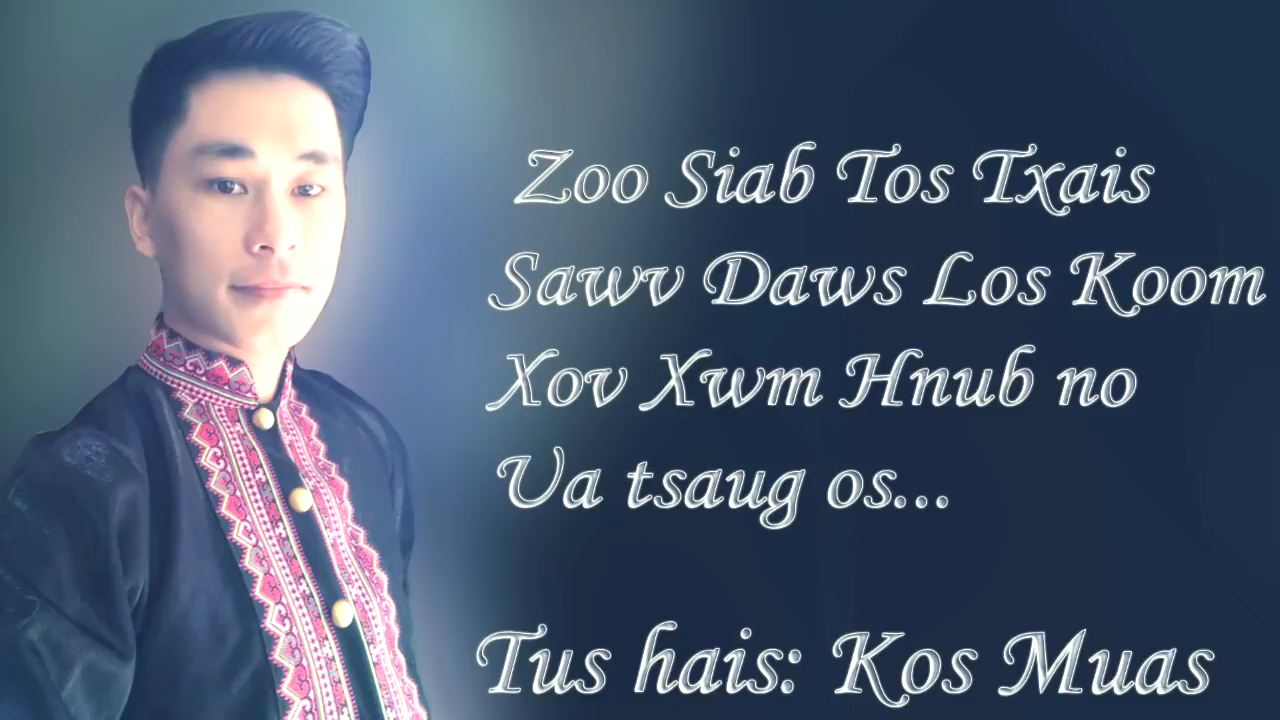 Zoo Siab Tos Txais
Sawv Daws Los Koom
Xov Xwm Hnub no
Ua tsaug os...
Tus hais: Kos Muas